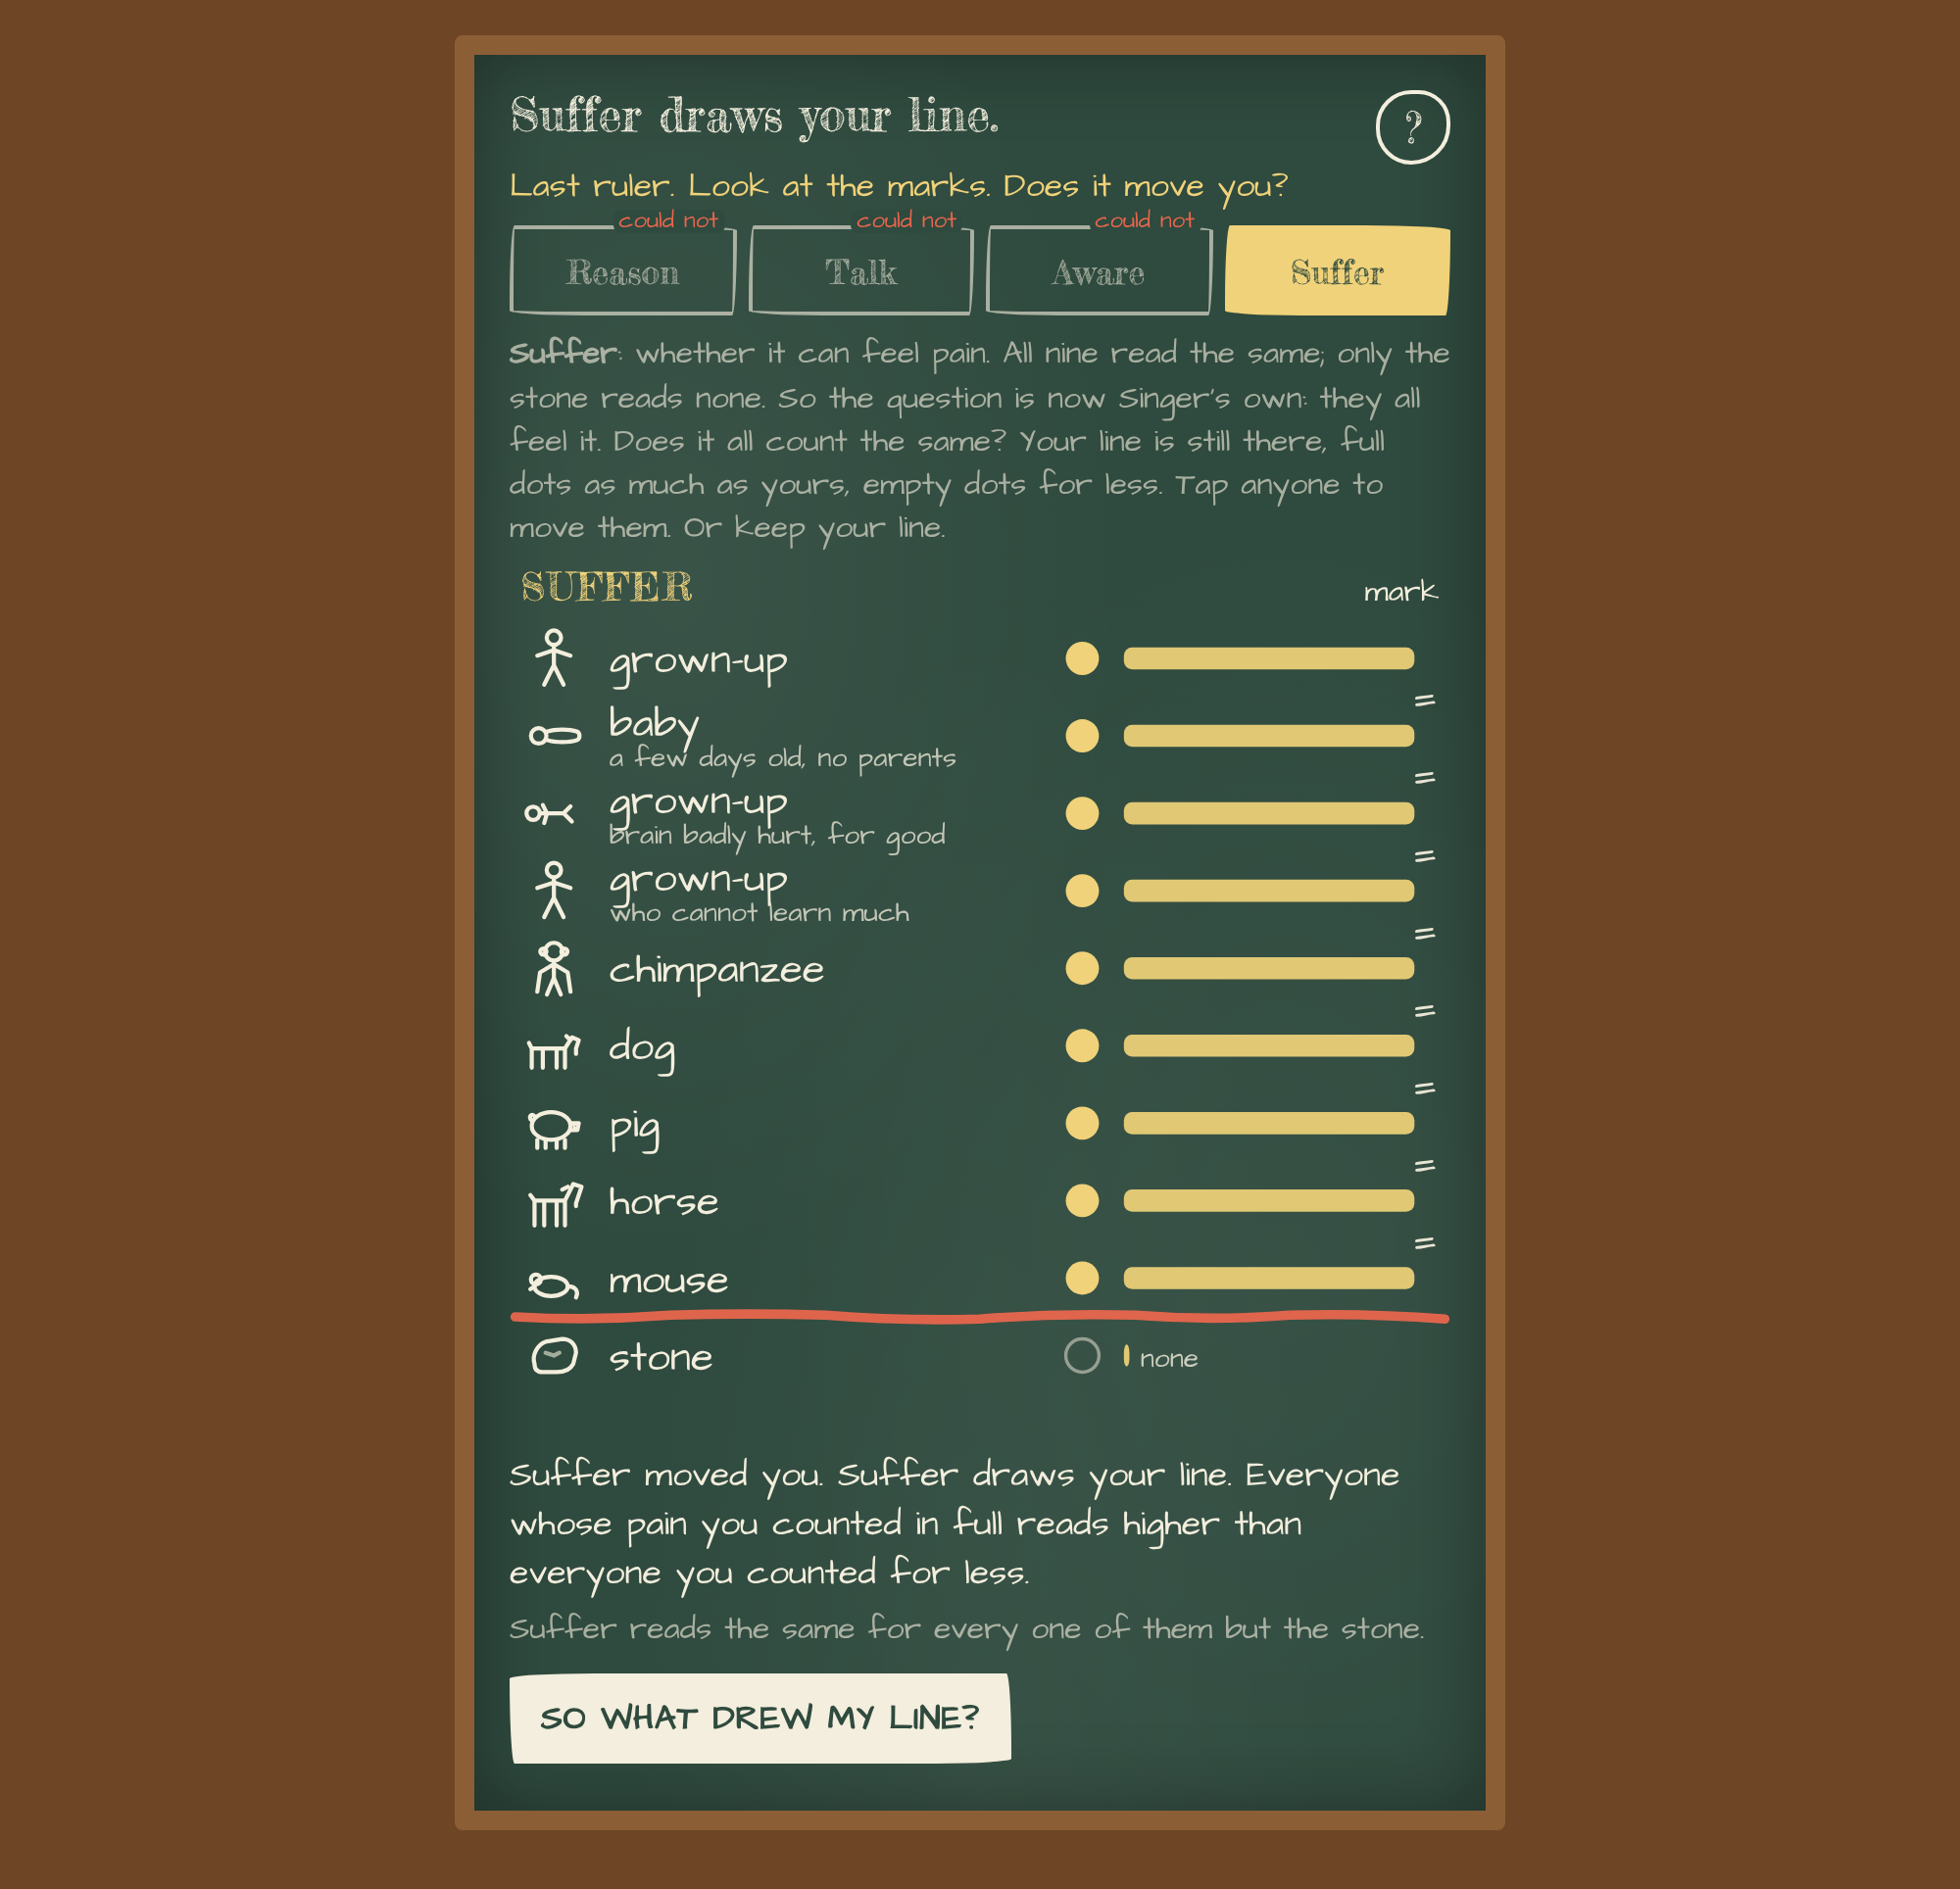 Suffer draws your line.
?
Last ruler. Look at the marks. Does it move you?
could not could not could not
Reason Talk Aware Suffer
Suffer: whether it can feel pain. All nine read the same; only the
stone reads none. So the question is now Singer's own: they all
feel it. Does it all count the same? Your line is still there, full
dots as much as yours, empty dots for less. Tap anyone to
move them. Or keep your line.
SUFFER mark
grown-up
=
baby
a few days old, no parents
=
grown-up
brain badly hurt, for good
=
grown-up
who cannot learn much
=
chimpanzee
=
dog
=
pig
=
horse
=
mouse
stone none
Suffer moved you. Suffer draws your line. Everyone
whose pain you counted in full reads higher than
everyone you counted for less.
Suffer reads the same for every one of them but the stone.
SO WHAT DREW MY LINE?